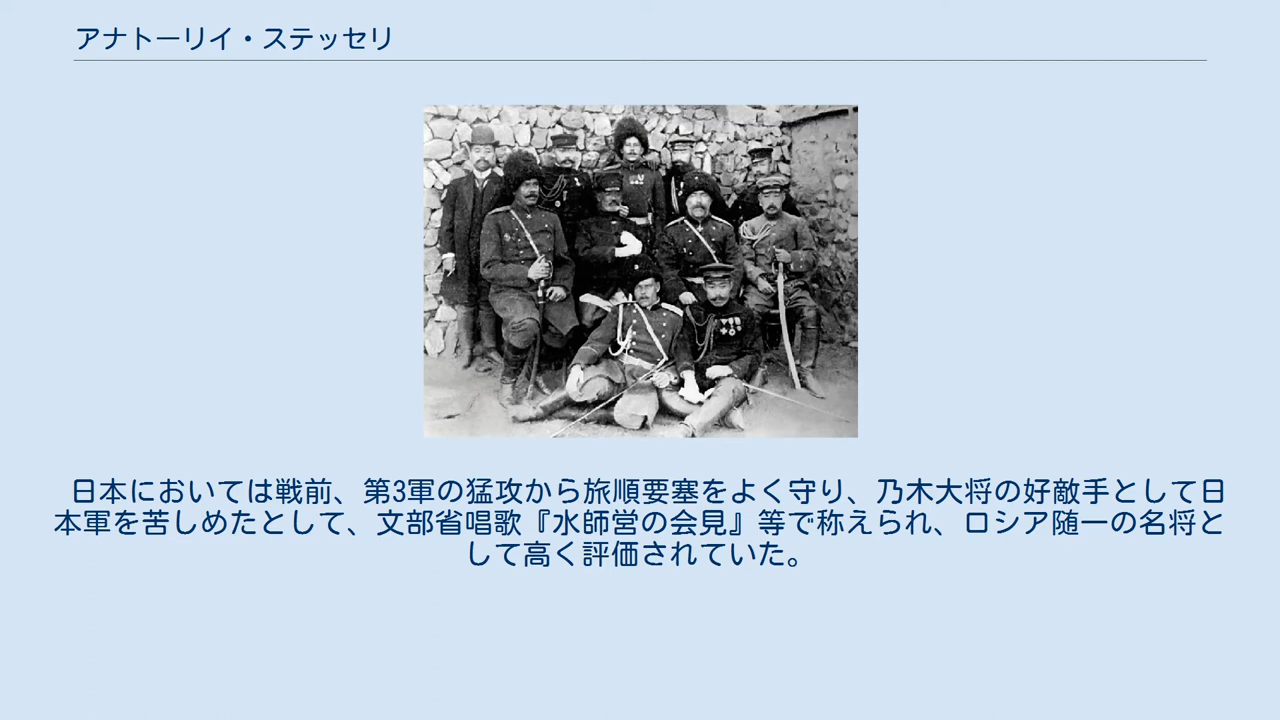 アナトーリイ・ステッセリ
日本においては戦前、第3軍の猛攻から旅順要塞をよく守り、乃木大将の好敵手として日
本軍を苦しめたとして、文部省唱歌『水師営の会見』等で称えられ、ロシア随一の名将と
して高く評価されていた。